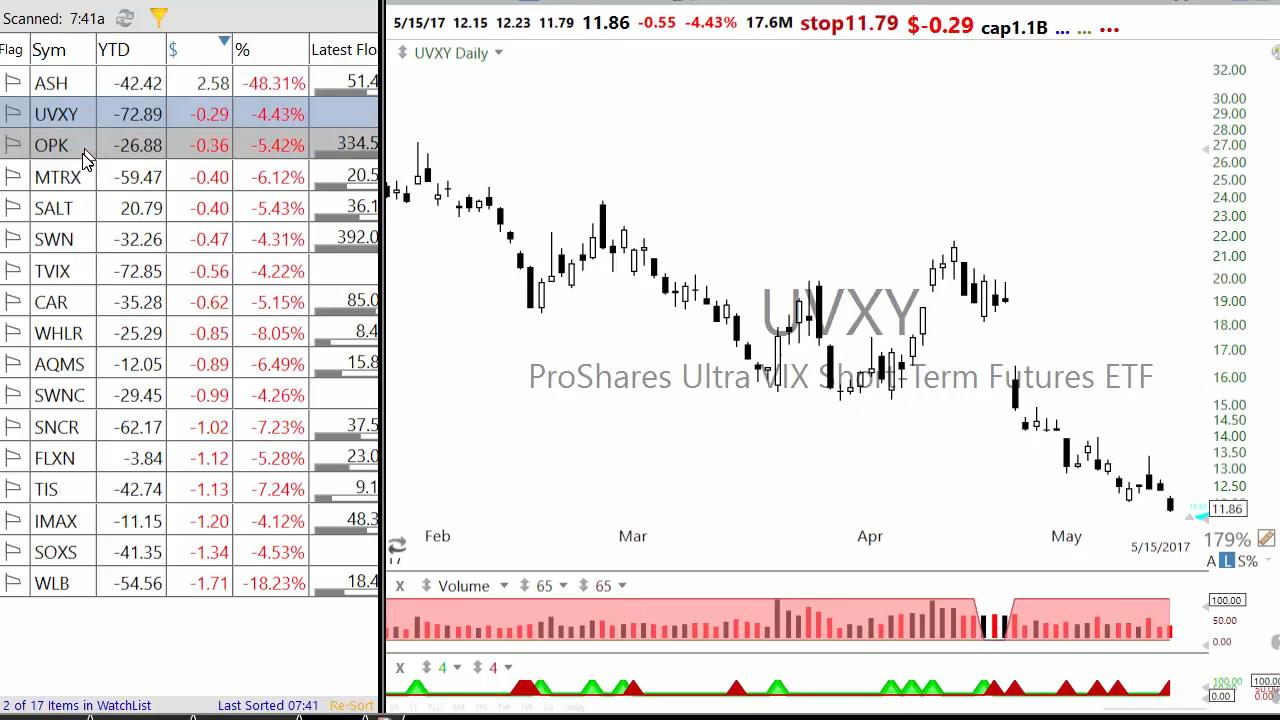 Scanned: 7:41a
Flag Sym YTD $ % Latest Flo
ASH -42.42 2.58 -48.31% 51.4
UVXY -72.89 -0.29 -4.43%
OPK -26.88 -0.36 -5.42% 334.5
MTRX -59.47 -0.40 -6.12% 20.5
SALT 20.79 -0.40 -5.43% 36.1
SWN -32.26 -0.47 -4.31% 392.0
TVIX -72.85 -0.56 -4.22%
CAR -35.28 -0.62 -5.15% 85.0
WHLR -25.29 -0.85 -8.05% 8.4
AQMS -12.05 -0.89 -6.49% 15.8
SWNC -29.45 -0.99 -4.26%
SNCR -62.17 -1.02 -7.23% 37.5
FLXN -3.84 -1.12 -5.28% 23.0
TIS -42.74 -1.13 -7.24% 9.1
IMAX -11.15 -1.20 -4.12% 48.3
SOXS -41.35 -1.34 -4.53%
WLB -54.56 -1.71 -18.23% 18.4
2 of 17 Items in WatchList Last Sorted 07:41 Re-Sort
5/15/17 12.15 12.23 11.79 11.86 -0.55 -4.43% 17.6M stop11.79 $-0.29 cap1.1B ... ... ...
UVXY Daily
UVXY
ProShares Ultra VIX Short-Term Futures ETF
32.00
30.00
29.00
28.00
27.00
26.00
25.00
24.00
23.00
22.00
21.00
20.00
19.00
18.00
17.00
16.00
15.00
14.50
14.00
13.50
13.00
12.50
11.86
Feb Mar Apr May
17 5/15/2017
179%
A L S%
X Volume 65 65
100.00
50.00
0.00
X 4 4
100.00
0.00